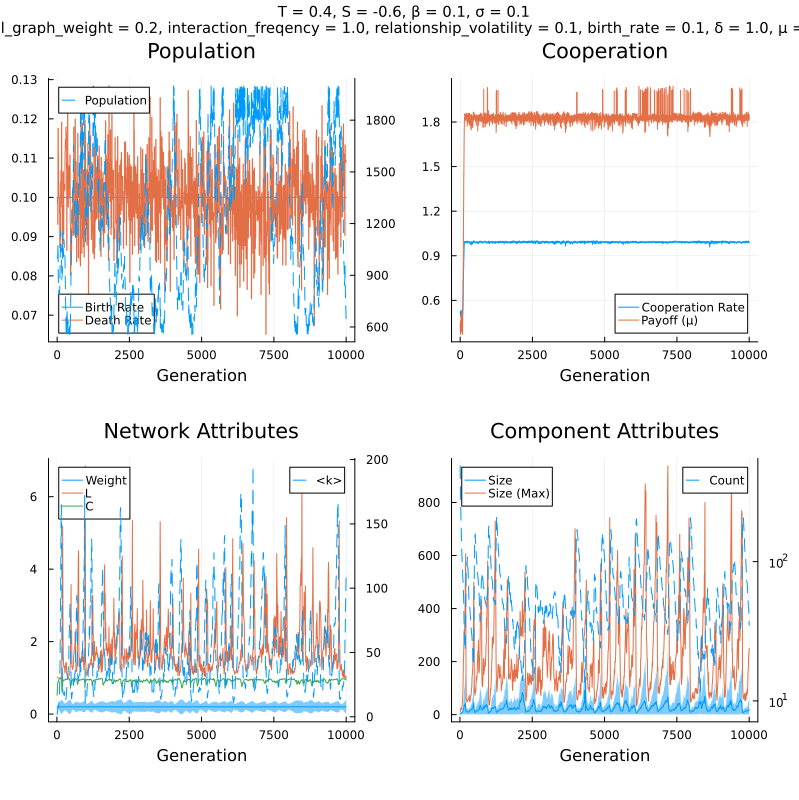 T = 0.4, S = -0.6, β = 0.1, σ = 0.1
l_graph_weight = 0.2, interaction_freqency = 1.0, relationship_volatility = 0.1, birth_rate = 0.1, δ = 1.0, μ =
Population
Cooperation
0.13
0.12
0.11
0.10
0.09
0.08
0.07
Population
Birth Rate
Death Rate
1800
1500
1200
900
600
0
2500
5000
7500
10000
Generation
1.8
1.5
1.2
0.9
0.6
Cooperation Rate
Payoff (μ)
0
2500
5000
7500
10000
Generation
Network Attributes
Component Attributes
6
4
2
0
Weight
L
C
<k>
200
150
100
50
0
0
2500
5000
7500
10000
Generation
800
600
400
200
0
Size
Size (Max)
Count
10²
10¹
0
2500
5000
7500
10000
Generation